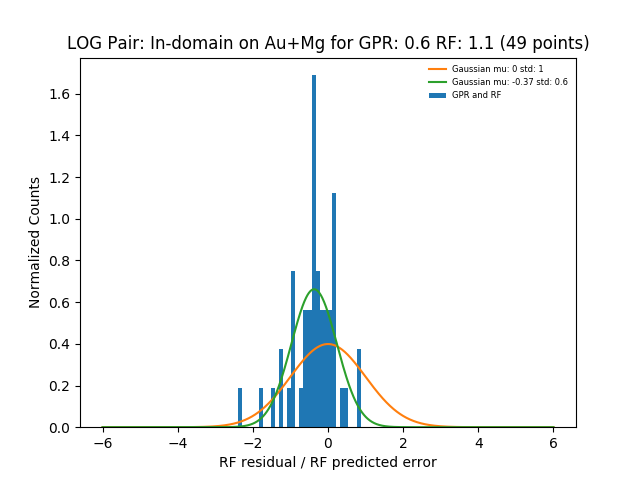 LOG Pair: In-domain on Au+Mg for GPR: 0.6 RF: 1.1 (49 points)
Gaussian mu: 0 std: 1
Gaussian mu: -0.37 std: 0.6
GPR and RF
Normalized Counts
1.6
1.4
1.2
1.0
0.8
0.6
0.4
0.2
0.0
−6 −4 −2 0 2 4 6
RF residual / RF predicted error